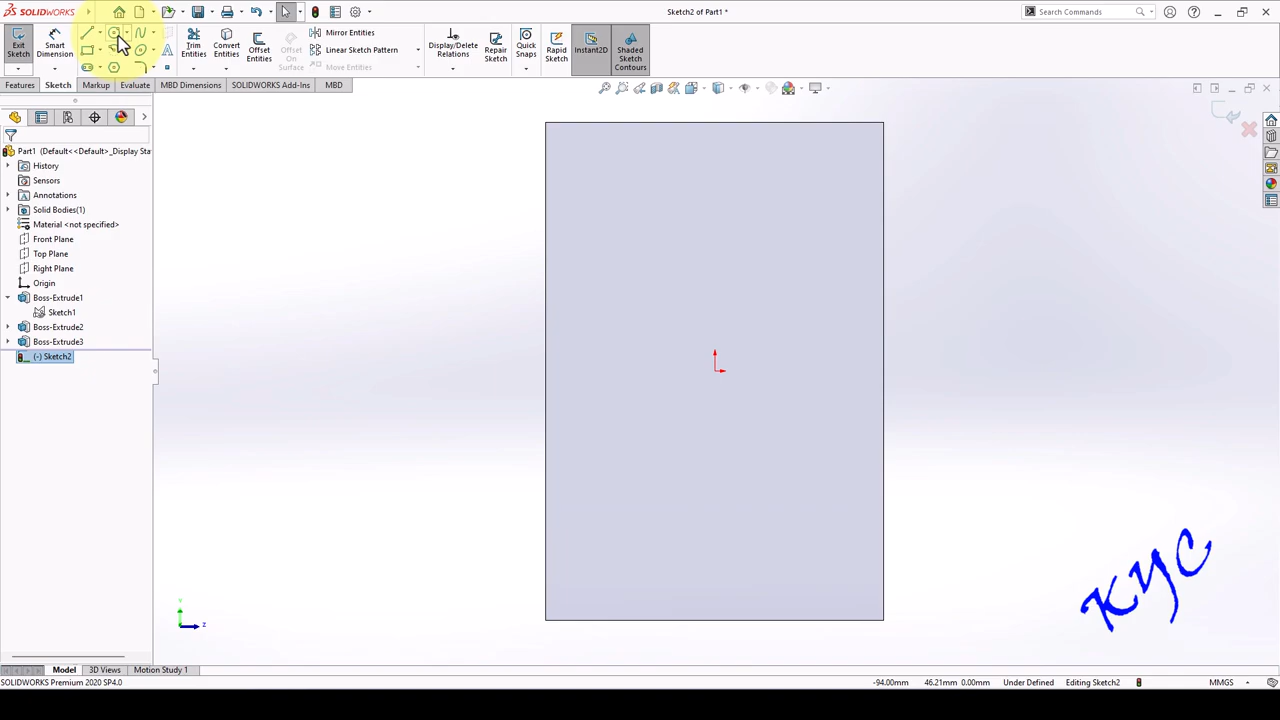 SOLIDWORKS
Sketch2 of Part1 *
Search Commands
Exit Sketch
Smart Dimension
Trim Entities
Convert Entities
Offset Entities
Offset On Surface
Mirror Entities
Linear Sketch Pattern
Move Entities
Display/Delete Relations
Repair Sketch
Quick Snaps
Rapid Sketch
Instant2D
Shaded Sketch Contours
Features Sketch Markup Evaluate MBD Dimensions SOLIDWORKS Add-Ins MBD
Part1 (Default<<Default>_Display Sta
History
Sensors
Annotations
Solid Bodies(1)
Material <not specified>
Front Plane
Top Plane
Right Plane
Origin
Boss-Extrude1
Sketch1
Boss-Extrude2
Boss-Extrude3
(-) Sketch2
KYC
Y
Z
Model 3D Views Motion Study 1
SOLIDWORKS Premium 2020 SP4.0
-94.00mm 46.21mm 0.00mm Under Defined Editing Sketch2 MMGS